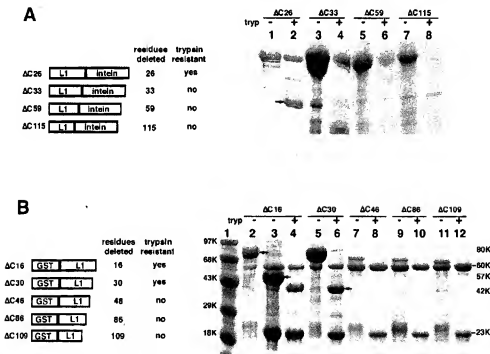 A
residues deleted trypsin resistant
ΔC26 L1 intein 26 yes
ΔC33 L1 intein 33 no
ΔC59 L1 intein 59 no
ΔC115 L1 intein 115 no
ΔC26 ΔC33 ΔC59 ΔC115
tryp - + - + - + - +
1 2 3 4 5 6 7 8
B
residues deleted trypsin resistant
ΔC16 GST L1 16 yes
ΔC30 GST L1 30 yes
ΔC46 GST L1 48 no
ΔC86 GST L1 86 no
ΔC109 GST L1 109 no
ΔC16 ΔC30 ΔC46 ΔC86 ΔC109
tryp - + - + - + - + - +
1 2 3 4 5 6 7 8 9 10 11 12
97K
68K
43K
29K
18K
80K
60K
57K
42K
23K